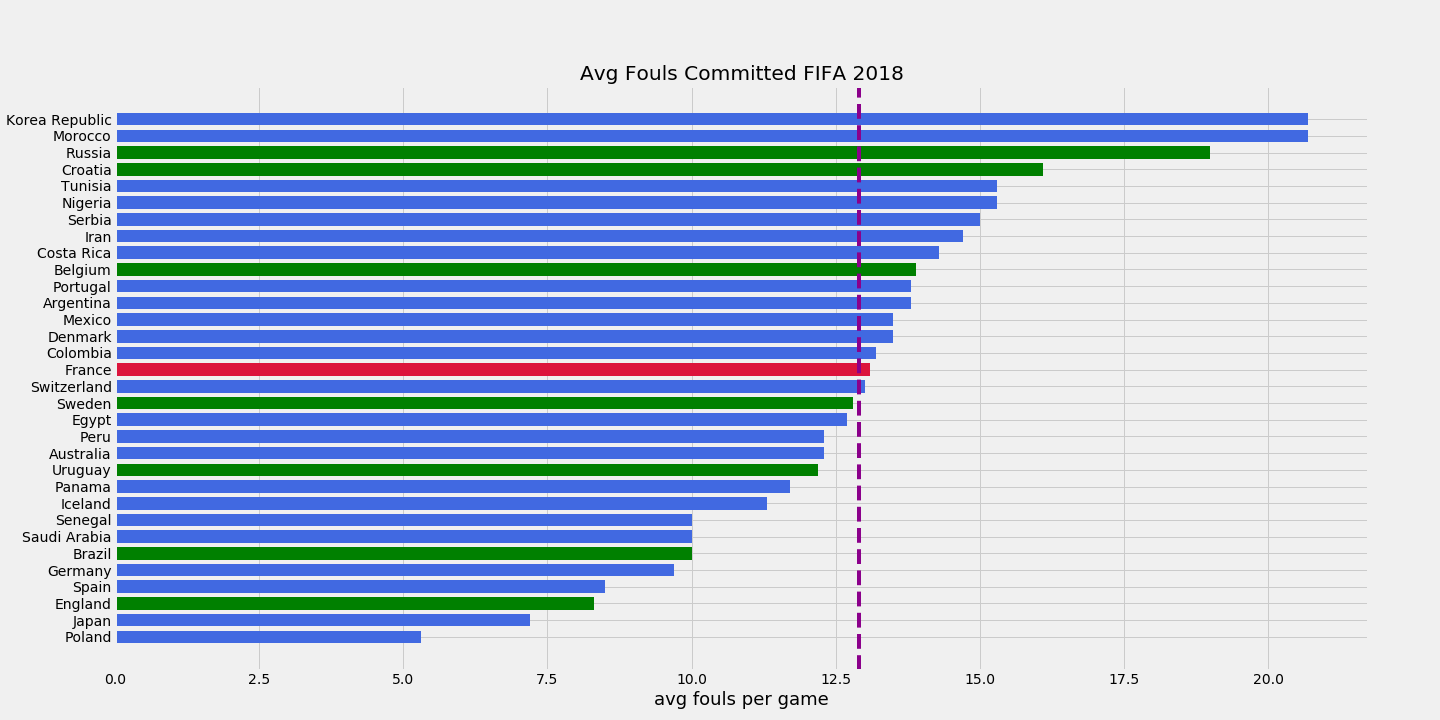 Avg Fouls Committed FIFA 2018
Korea Republic
Morocco
Russia
Croatia
Tunisia
Nigeria
Serbia
Iran
Costa Rica
Belgium
Portugal
Argentina
Mexico
Denmark
Colombia
France
Switzerland
Sweden
Egypt
Peru
Australia
Uruguay
Panama
Iceland
Senegal
Saudi Arabia
Brazil
Germany
Spain
England
Japan
Poland
0.0 2.5 5.0 7.5 10.0 12.5 15.0 17.5 20.0
avg fouls per game